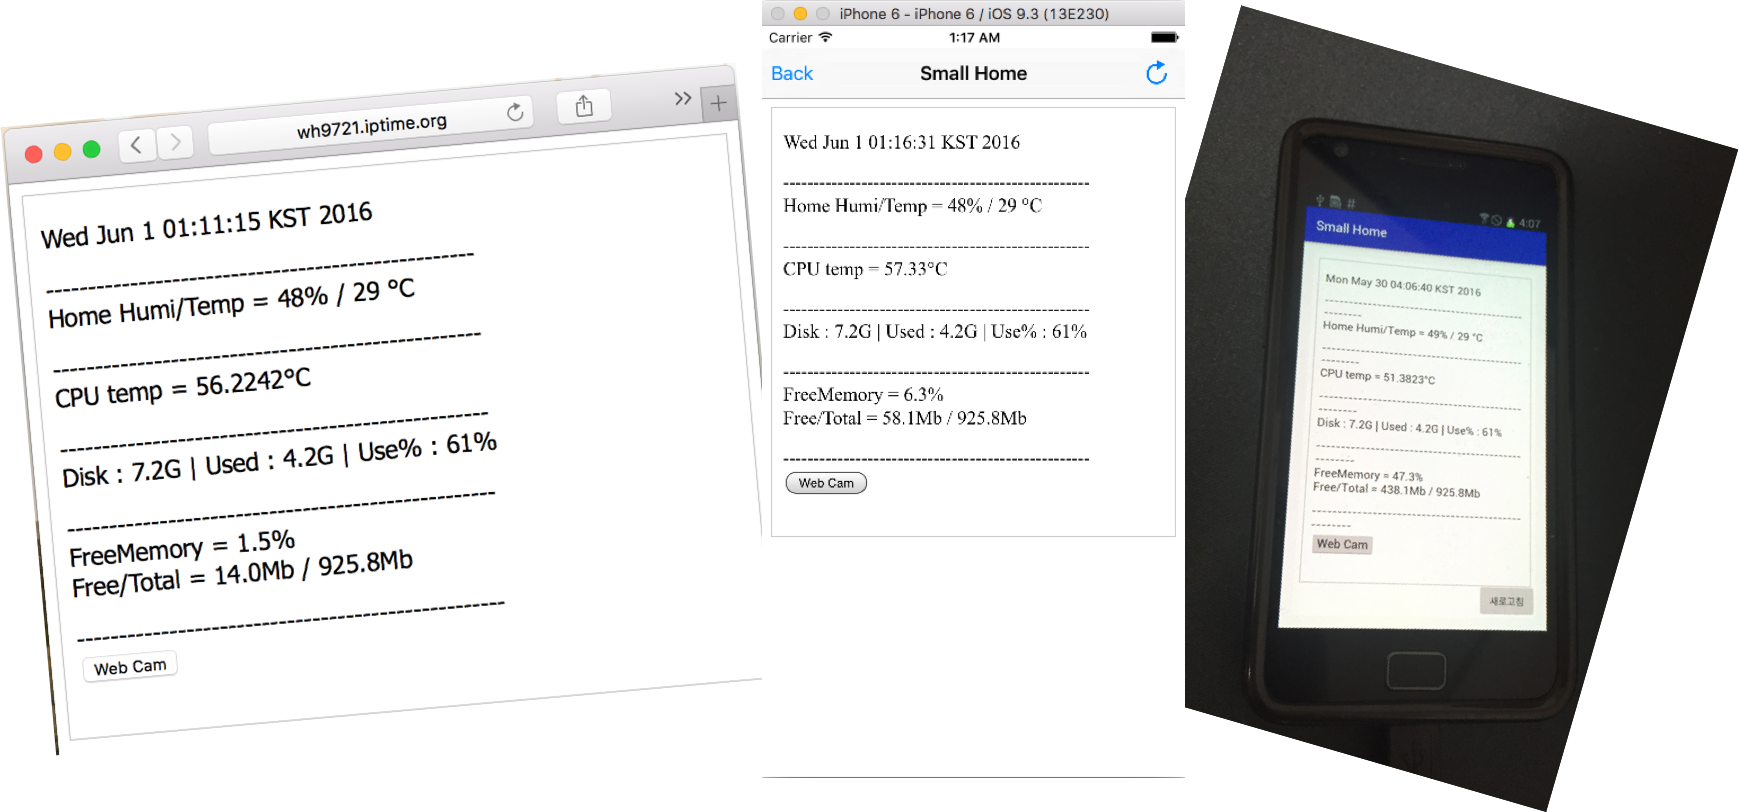 wh9721.iptime.org
Wed Jun 1 01:11:15 KST 2016
-----------------------------------------------------
Home Humi/Temp = 48% / 29 °C
-----------------------------------------------------
CPU temp = 56.2242°C
-----------------------------------------------------
Disk : 7.2G | Used : 4.2G | Use% : 61%
-----------------------------------------------------
FreeMemory = 1.5%
Free/Total = 14.0Mb / 925.8Mb
-----------------------------------------------------
Web Cam
iPhone 6 - iPhone 6 / iOS 9.3 (13E230)
Carrier 1:17 AM
Back Small Home
Wed Jun 1 01:16:31 KST 2016
-----------------------------------------------------
Home Humi/Temp = 48% / 29 °C
-----------------------------------------------------
CPU temp = 57.33°C
-----------------------------------------------------
Disk : 7.2G | Used : 4.2G | Use% : 61%
-----------------------------------------------------
FreeMemory = 6.3%
Free/Total = 58.1Mb / 925.8Mb
-----------------------------------------------------
Web Cam
# 4:07
Small Home
Mon May 30 04:06:40 KST 2016
--------------------------------------------
--------
Home Humi/Temp = 49% / 29 °C
--------------------------------------------
--------
CPU temp = 51.3823°C
--------------------------------------------
--------
Disk : 7.2G | Used : 4.2G | Use% : 61%
--------------------------------------------
--------
FreeMemory = 47.3%
Free/Total = 438.1Mb / 925.8Mb
--------------------------------------------
--------
Web Cam
새로고침